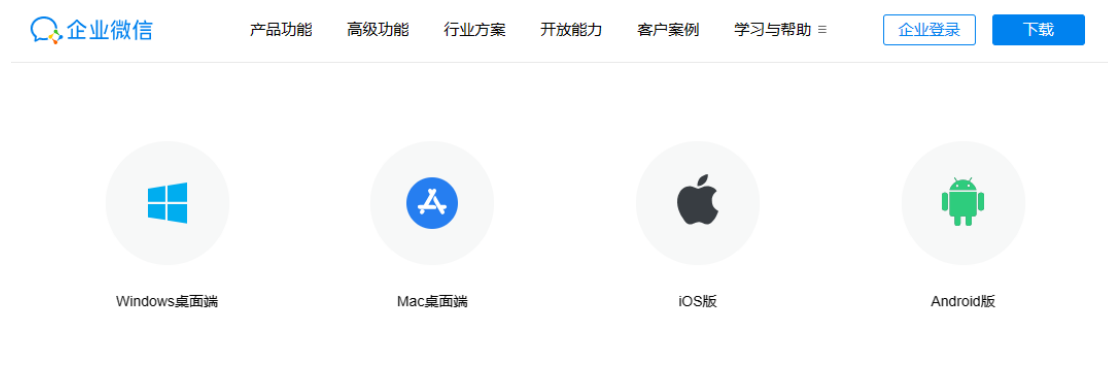 企业微信 产品功能 高级功能 行业方案 开放能力 客户案例 学习与帮助 企业登录 下载
Windows桌面端 Mac桌面端 iOS版 Android版